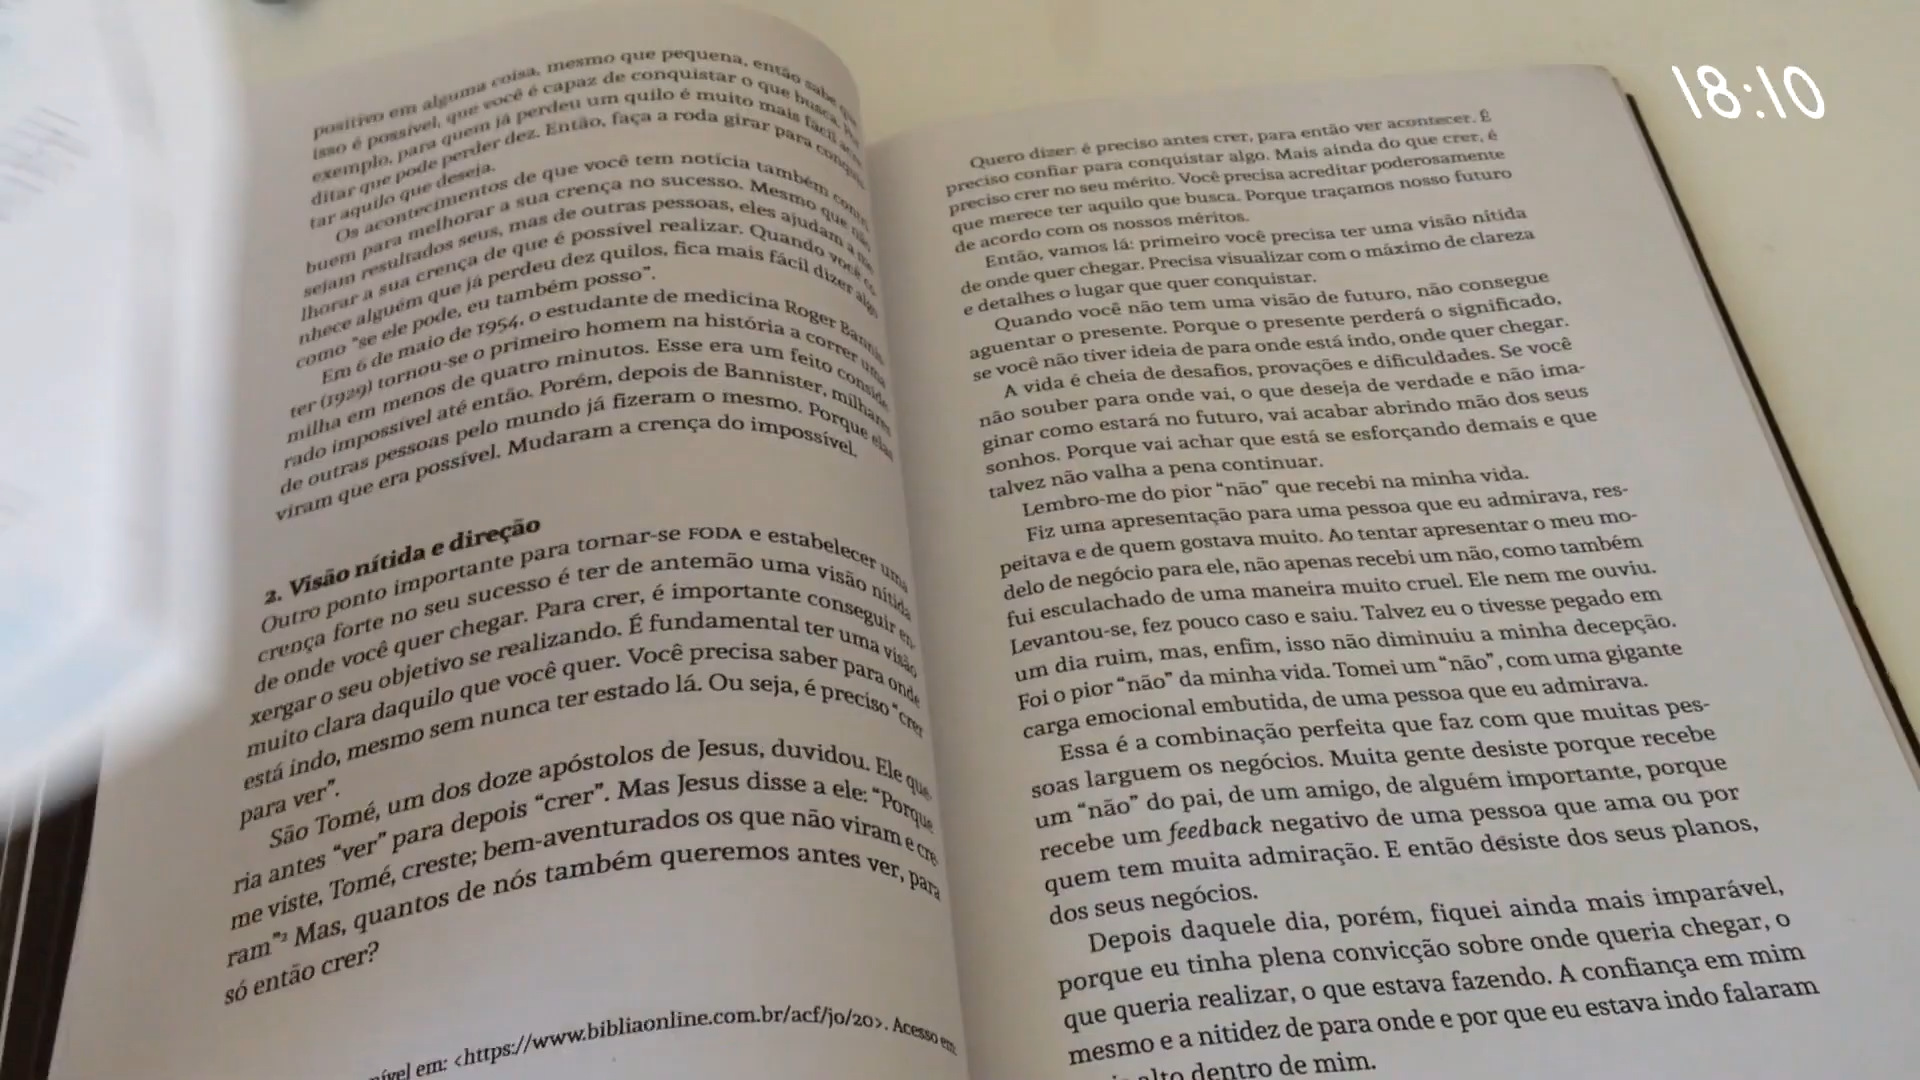 positivo em alguma coisa, mesmo que pequena, então sabe que
isso é possível, que você é capaz de conquistar o que busca.
exemplo, para quem já perdeu um quilo é muito mais fácil
ditar que pode perder dez. Então, faça a roda girar para conquis-
tar aquilo que deseja.
Os acontecimentos de que você tem notícia também
buem para melhorar a sua crença no sucesso. Mesmo que não
sejam resultados seus, mas de outras pessoas, eles ajudam a
lhorar a sua crença de que é possível realizar. Quando você co-
nhece alguém que já perdeu dez quilos, fica mais fácil dizer algo
como "se ele pode, eu também posso".
Em 6 de maio de 1954, o estudante de medicina Roger Bannis-
ter (1929) tornou-se o primeiro homem na história a correr uma
milha em menos de quatro minutos. Esse era um feito conside-
rado impossível até então. Porém, depois de Bannister, milhares
de outras pessoas pelo mundo já fizeram o mesmo. Porque elas
viram que era possível. Mudaram a crença do impossível.
2. Visão nítida e direção
Outro ponto importante para tornar-se FODA e estabelecer uma
crença forte no seu sucesso é ter de antemão uma visão nítida
de onde você quer chegar. Para crer, é importante conseguir en-
xergar o seu objetivo se realizando. É fundamental ter uma visão
muito clara daquilo que você quer. Você precisa saber para onde
está indo, mesmo sem nunca ter estado lá. Ou seja, é preciso "crer
para ver".
São Tomé, um dos doze apóstolos de Jesus, duvidou. Ele que-
ria antes "ver" para depois "crer". Mas Jesus disse a ele: "Porque
me viste, Tomé, creste; bem-aventurados os que não viram e cre-
ram"² Mas, quantos de nós também queremos antes ver, para
só então crer?
nível em: <https://www.bibliaonline.com.br/acf/jo/20>. Acesso em:
18:10
Quero dizer: é preciso antes crer, para então ver acontecer. É
preciso confiar para conquistar algo. Mais ainda do que crer, é
preciso crer no seu mérito. Você precisa acreditar poderosamente
que merece ter aquilo que busca. Porque traçamos nosso futuro
de acordo com os nossos méritos.
Então, vamos lá: primeiro você precisa ter uma visão nítida
de onde quer chegar. Precisa visualizar com o máximo de clareza
e detalhes o lugar que quer conquistar.
Quando você não tem uma visão de futuro, não consegue
aguentar o presente. Porque o presente perderá o significado,
se você não tiver ideia de para onde está indo, onde quer chegar.
A vida é cheia de desafios, provações e dificuldades. Se você
não souber para onde vai, o que deseja de verdade e não ima-
ginar como estará no futuro, vai acabar abrindo mão dos seus
sonhos. Porque vai achar que está se esforçando demais e que
talvez não valha a pena continuar.
Lembro-me do pior "não" que recebi na minha vida.
Fiz uma apresentação para uma pessoa que eu admirava, res-
peitava e de quem gostava muito. Ao tentar apresentar o meu mo-
delo de negócio para ele, não apenas recebi um não, como também
fui esculachado de uma maneira muito cruel. Ele nem me ouviu.
Levantou-se, fez pouco caso e saiu. Talvez eu o tivesse pegado em
um dia ruim, mas, enfim, isso não diminuiu a minha decepção.
Foi o pior "não" da minha vida. Tomei um "não", com uma gigante
carga emocional embutida, de uma pessoa que eu admirava.
Essa é a combinação perfeita que faz com que muitas pes-
soas larguem os negócios. Muita gente desiste porque recebe
um "não" do pai, de um amigo, de alguém importante, porque
recebe um feedback negativo de uma pessoa que ama ou por
quem tem muita admiração. E então desiste dos seus planos,
dos seus negócios.
Depois daquele dia, porém, fiquei ainda mais imparável,
porque eu tinha plena convicção sobre onde queria chegar, o
que queria realizar, o que estava fazendo. A confiança em mim
mesmo e a nitidez de para onde e por que eu estava indo falaram
alto dentro de mim.